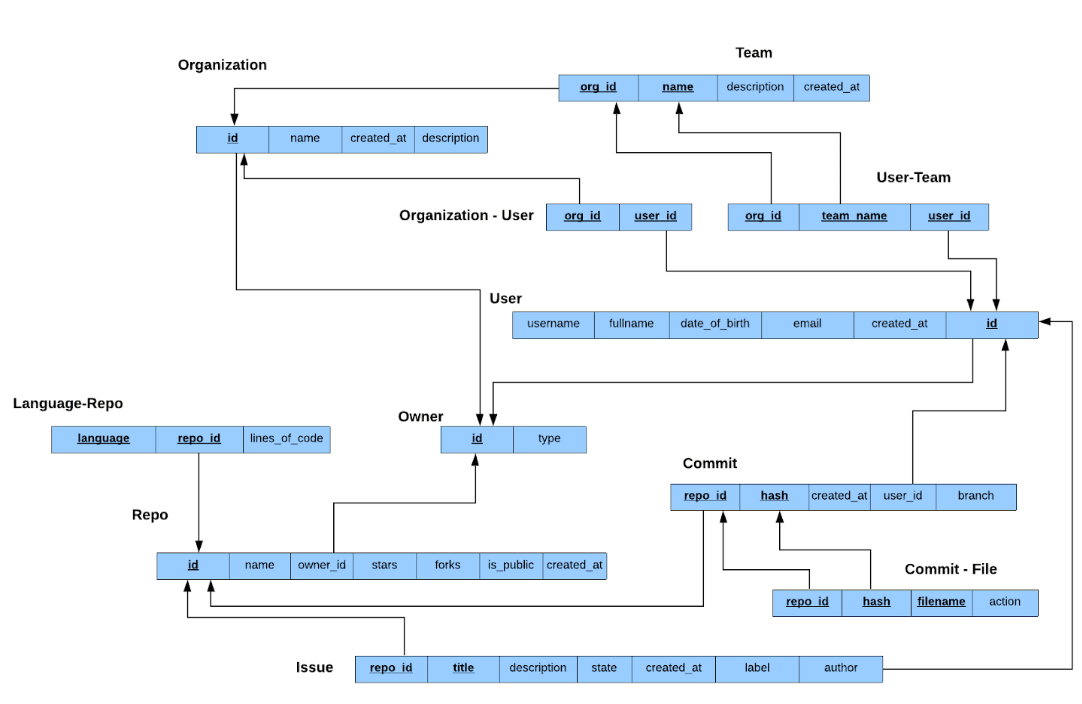 Team
Organization
org_id name description created_at
id name created_at description
User-Team
Organization - User
org_id user_id
org_id team_name user_id
User
username fullname date_of_birth email created_at id
Language-Repo
language repo_id lines_of_code
Owner
id type
Commit
repo_id hash created_at user_id branch
Repo
id name owner_id stars forks is_public created_at
Commit - File
repo_id hash filename action
Issue
repo_id title description state created_at label author